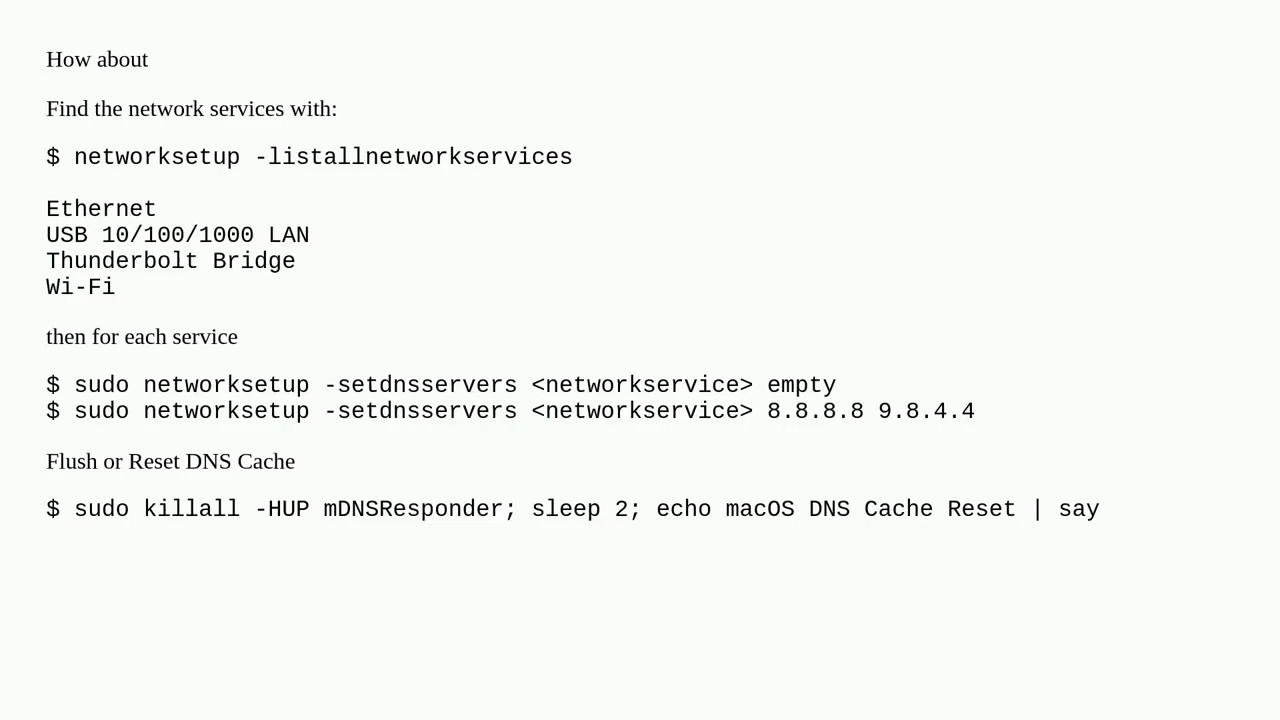 How about
Find the network services with:
$ networksetup -listallnetworkservices
Ethernet
USB 10/100/1000 LAN
Thunderbolt Bridge
Wi-Fi
then for each service
$ sudo networksetup -setdnsservers <networkservice> empty
$ sudo networksetup -setdnsservers <networkservice> 8.8.8.8 9.8.4.4
Flush or Reset DNS Cache
$ sudo killall -HUP mDNSResponder; sleep 2; echo macOS DNS Cache Reset | say